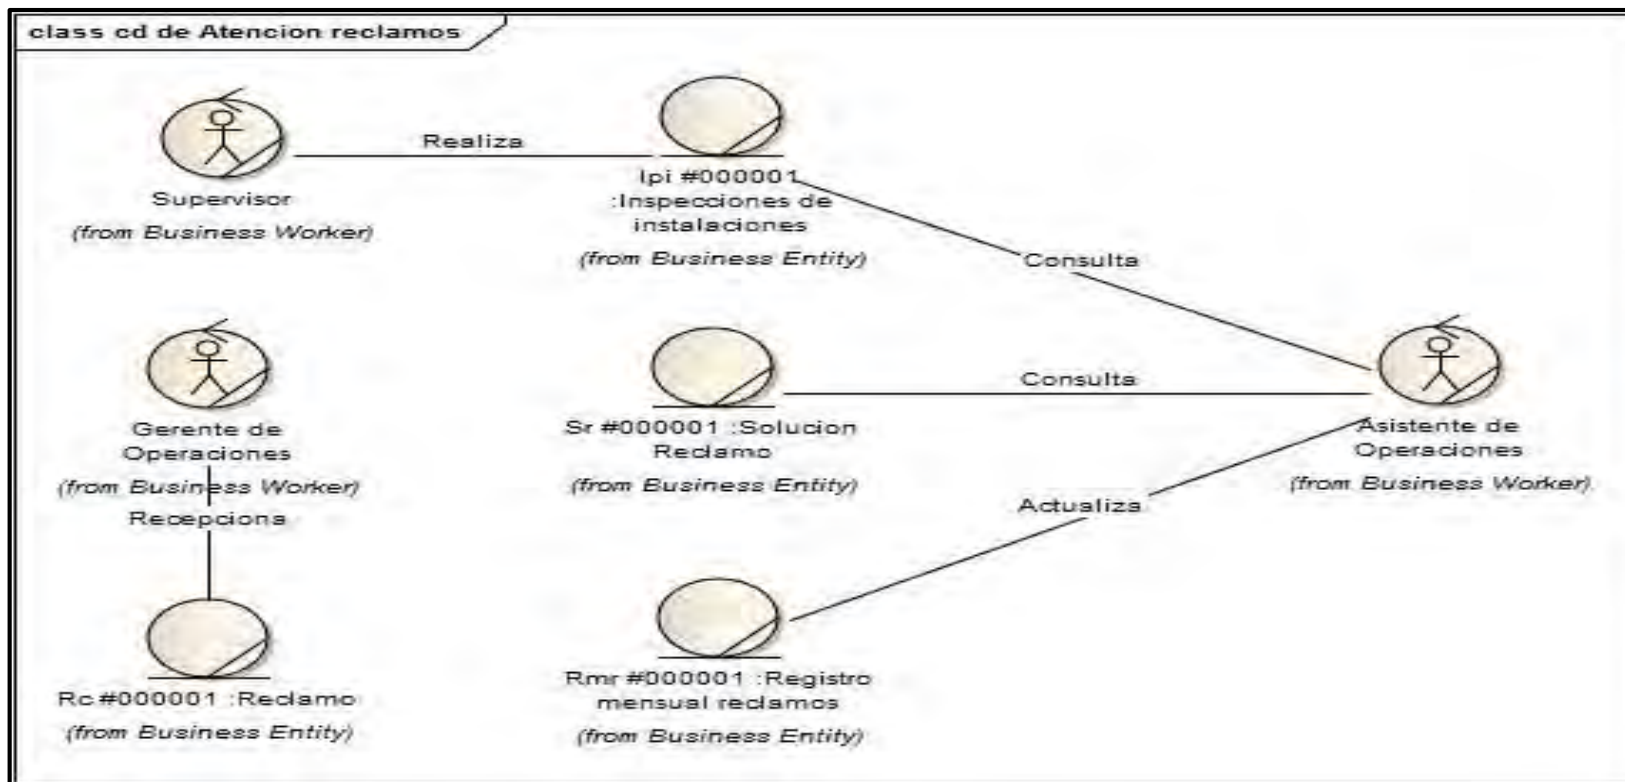 class cd de Atencion reclamos
Realiza
Supervisor
(from Business Worker)
Ipi #000001
:Inspecciones de
instalaciones
(from Business Entity)
Consulta
Gerente de
Operaciones
(from Business Worker)
Recepciona
Consulta
Sr #000001 :Solucion
Reclamo
(from Business Entity)
Asistente de
Operaciones
(from Business Worker)
Actualiza
Rc #000001 :Reclamo
(from Business Entity)
Rmr #000001 :Registro
mensual reclamos
(from Business Entity)